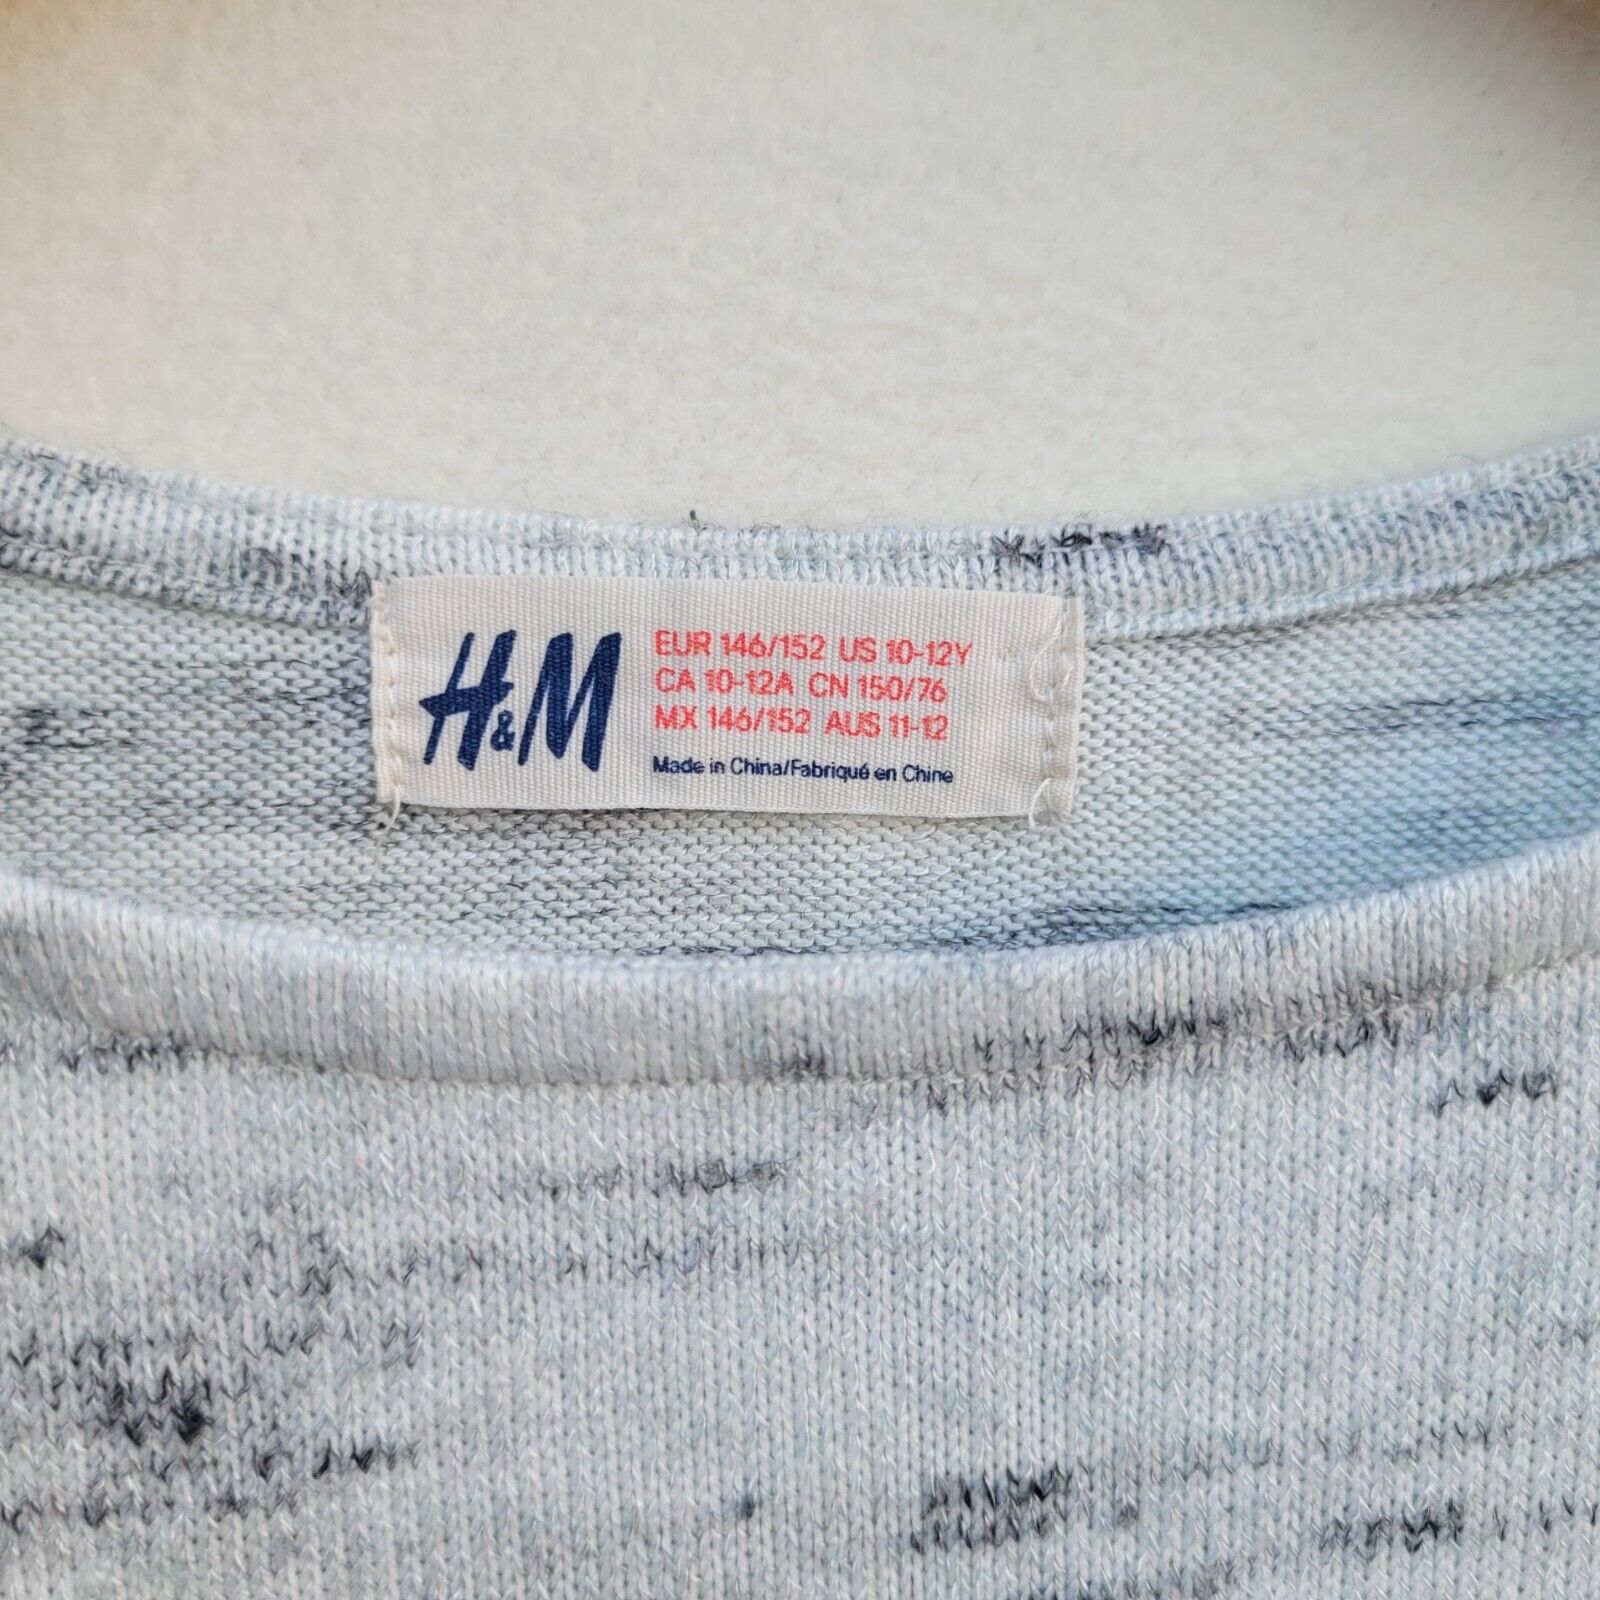 H&M
EUR 146/152 US 10-12Y
CA 10-12A CN 150/76
MX 146/152 AUS 11-12
Made in China/Fabriqué en Chine